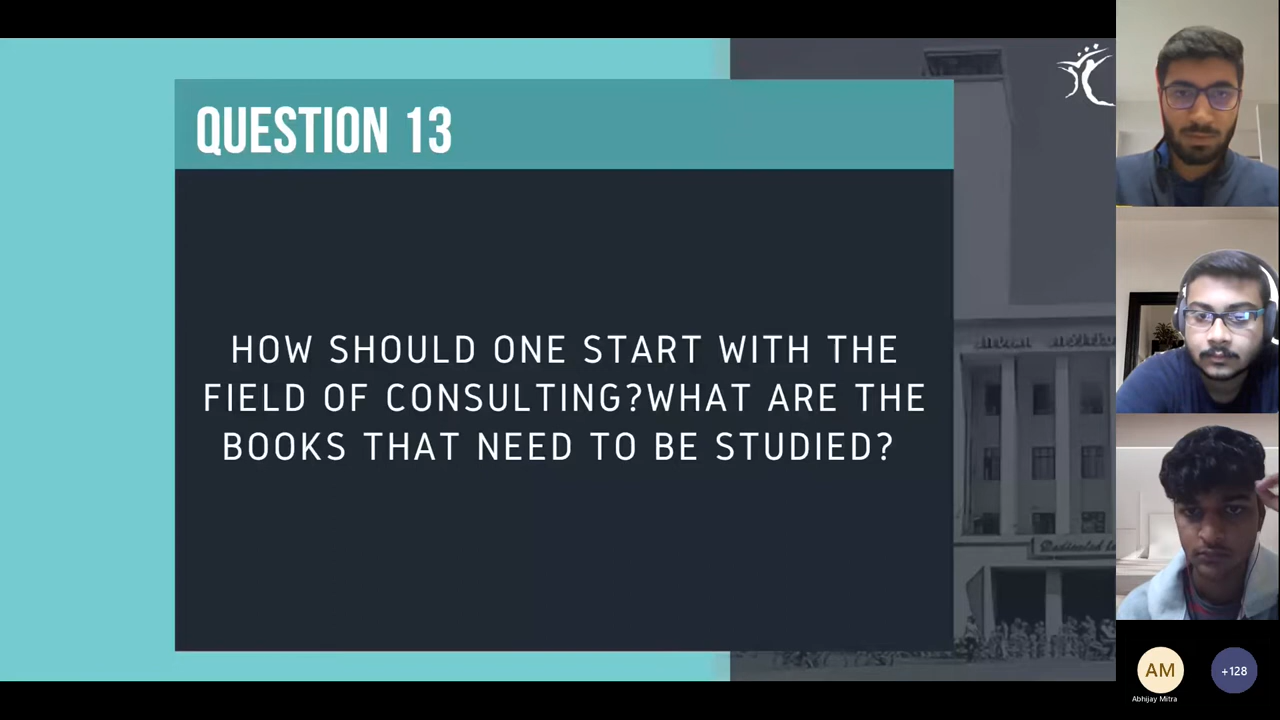 QUESTION 13
HOW SHOULD ONE START WITH THE
FIELD OF CONSULTING?WHAT ARE THE
BOOKS THAT NEED TO BE STUDIED?
Dedicated
AM
Abhijay Mitra
+128